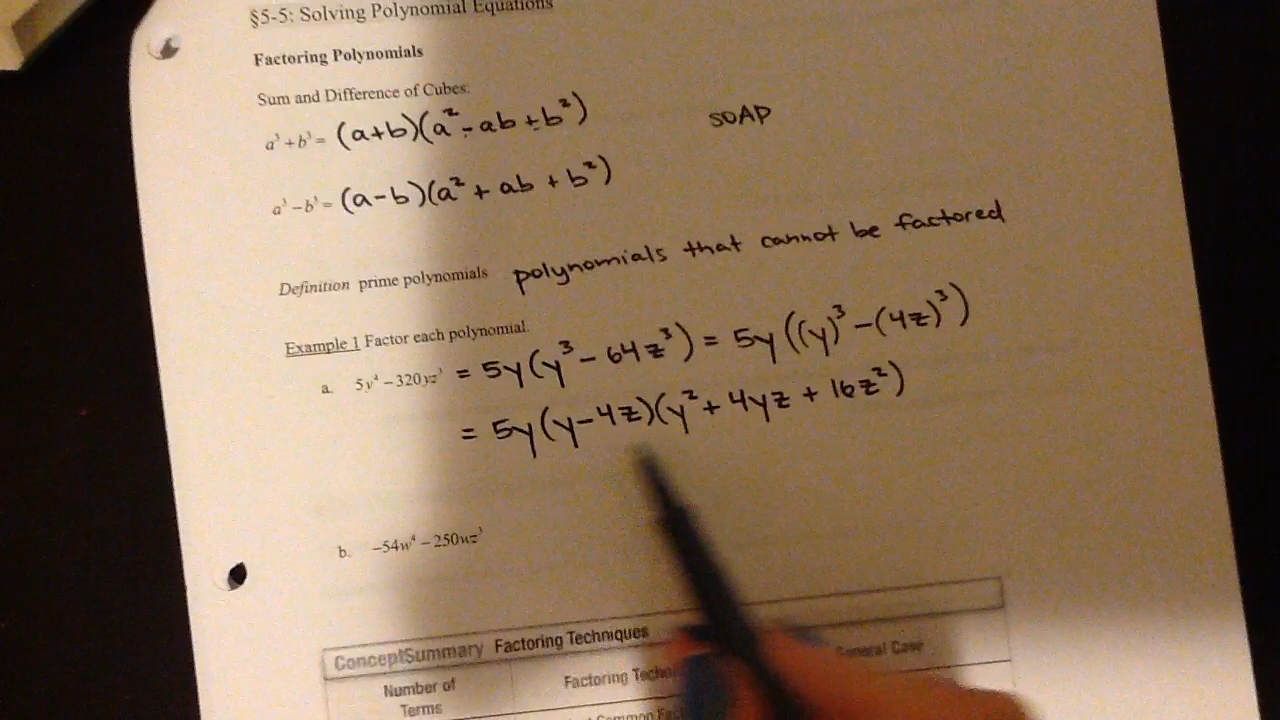 §5-5: Solving Polynomial Equations
Factoring Polynomials
Sum and Difference of Cubes:
a³ + b³ = (a+b)(a² - ab + b²)
SOAP
a³ − b³ = (a-b)(a² + ab + b²)
Definition prime polynomials polynomials that cannot be factored
Example 1 Factor each polynomial.
a. 5y⁴ − 320yz³ = 5y(y³ - 64z³) = 5y((y)³ - (4z)³)
= 5y(y-4z)(y² + 4yz + 16z²)
b. −54w⁴ − 250wz³
ConceptSummary Factoring Techniques
Number of Terms
Factoring
General Case
Common